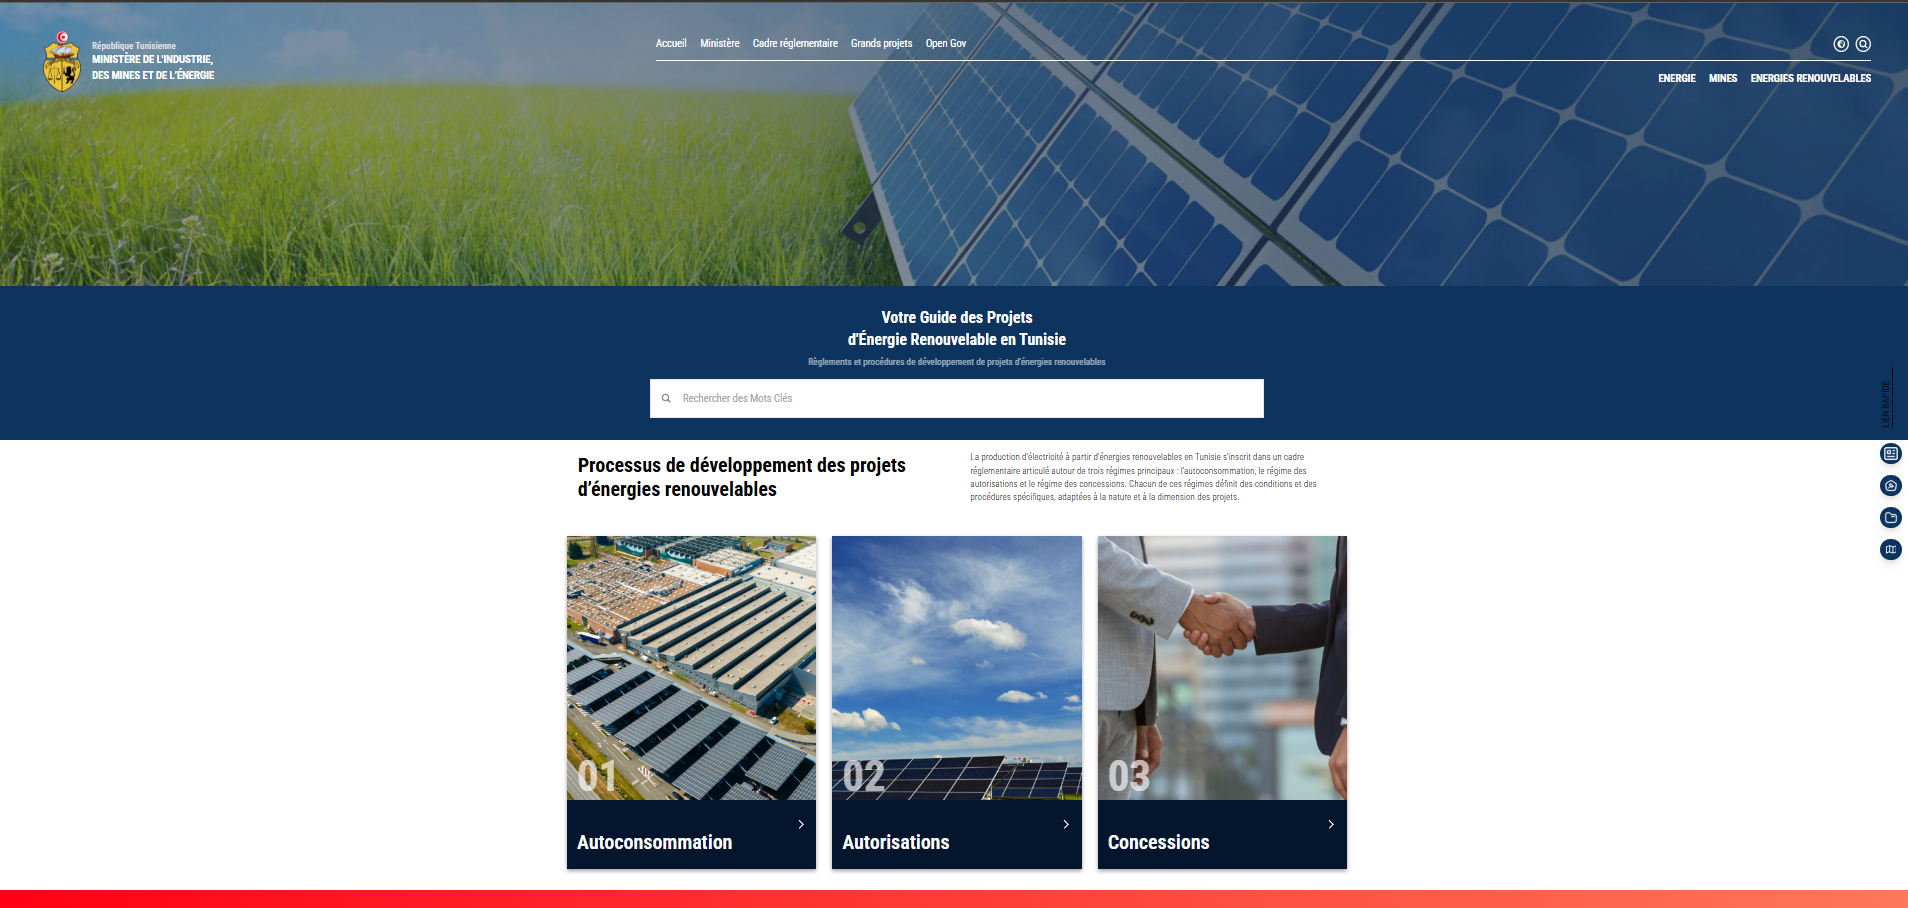 République Tunisienne
MINISTÈRE DE L'INDUSTRIE,
DES MINES ET DE L'ÉNERGIE
Accueil Ministère Cadre réglementaire Grands projets Open Gov
ENERGIE MINES ENERGIES RENOUVELABLES
Votre Guide des Projets
d'Énergie Renouvelable en Tunisie
Règlements et procédures de développement de projets d'énergies renouvelables
Rechercher des Mots Clés
LIEN RAPIDE
Processus de développement des projets
d'énergies renouvelables
La production d'électricité à partir d'énergies renouvelables en Tunisie s'inscrit dans un cadre
réglementaire articulé autour de trois régimes principaux : l'autoconsommation, le régime des
autorisations et le régime des concessions. Chacun de ces régimes définit des conditions et des
procédures spécifiques, adaptées à la nature et à la dimension des projets.
01
Autoconsommation
02
Autorisations
03
Concessions